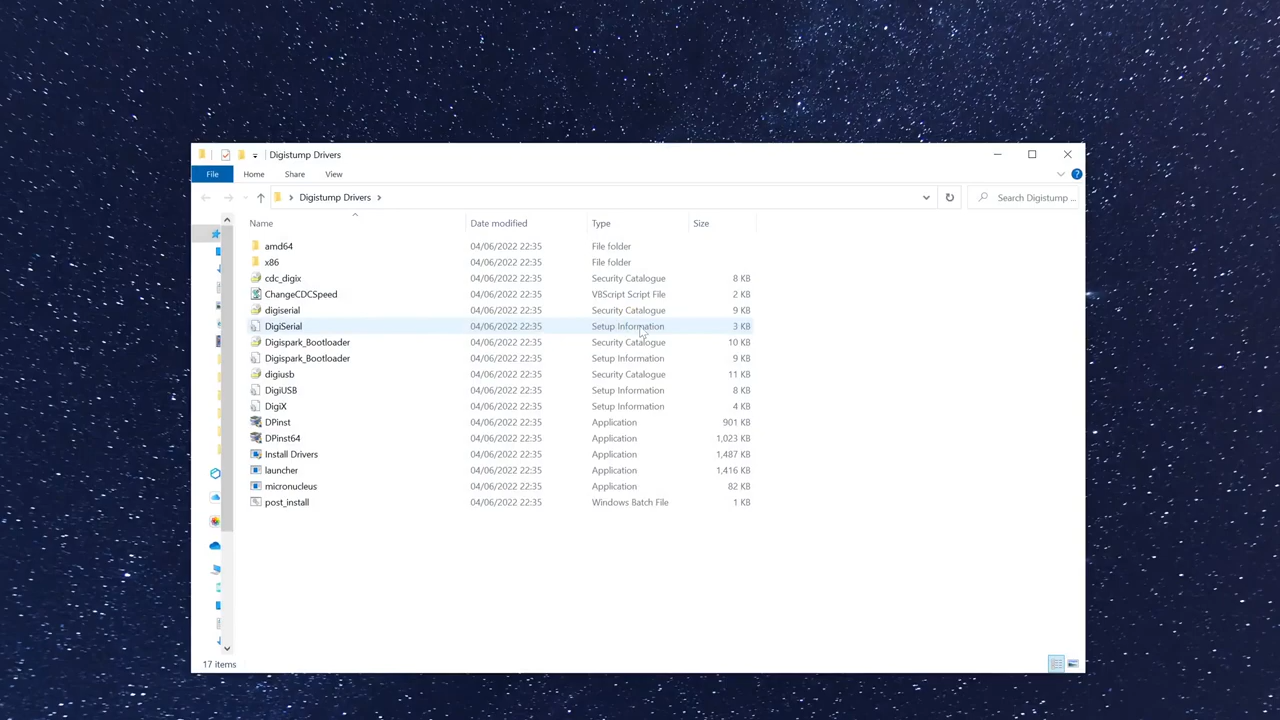 Digistump Drivers
File Home Share View
Digistump Drivers
Search Digistump ...
Name Date modified Type Size
amd64 04/06/2022 22:35 File folder
x86 04/06/2022 22:35 File folder
cdc_digix 04/06/2022 22:35 Security Catalogue 8 KB
ChangeCDCSpeed 04/06/2022 22:35 VBScript Script File 2 KB
digiserial 04/06/2022 22:35 Security Catalogue 9 KB
DigiSerial 04/06/2022 22:35 Setup Information 3 KB
Digispark_Bootloader 04/06/2022 22:35 Security Catalogue 10 KB
Digispark_Bootloader 04/06/2022 22:35 Setup Information 9 KB
digiusb 04/06/2022 22:35 Security Catalogue 11 KB
DigiUSB 04/06/2022 22:35 Setup Information 8 KB
DigiX 04/06/2022 22:35 Setup Information 4 KB
DPinst 04/06/2022 22:35 Application 901 KB
DPinst64 04/06/2022 22:35 Application 1,023 KB
Install Drivers 04/06/2022 22:35 Application 1,487 KB
launcher 04/06/2022 22:35 Application 1,416 KB
micronucleus 04/06/2022 22:35 Application 82 KB
post_install 04/06/2022 22:35 Windows Batch File 1 KB
17 items